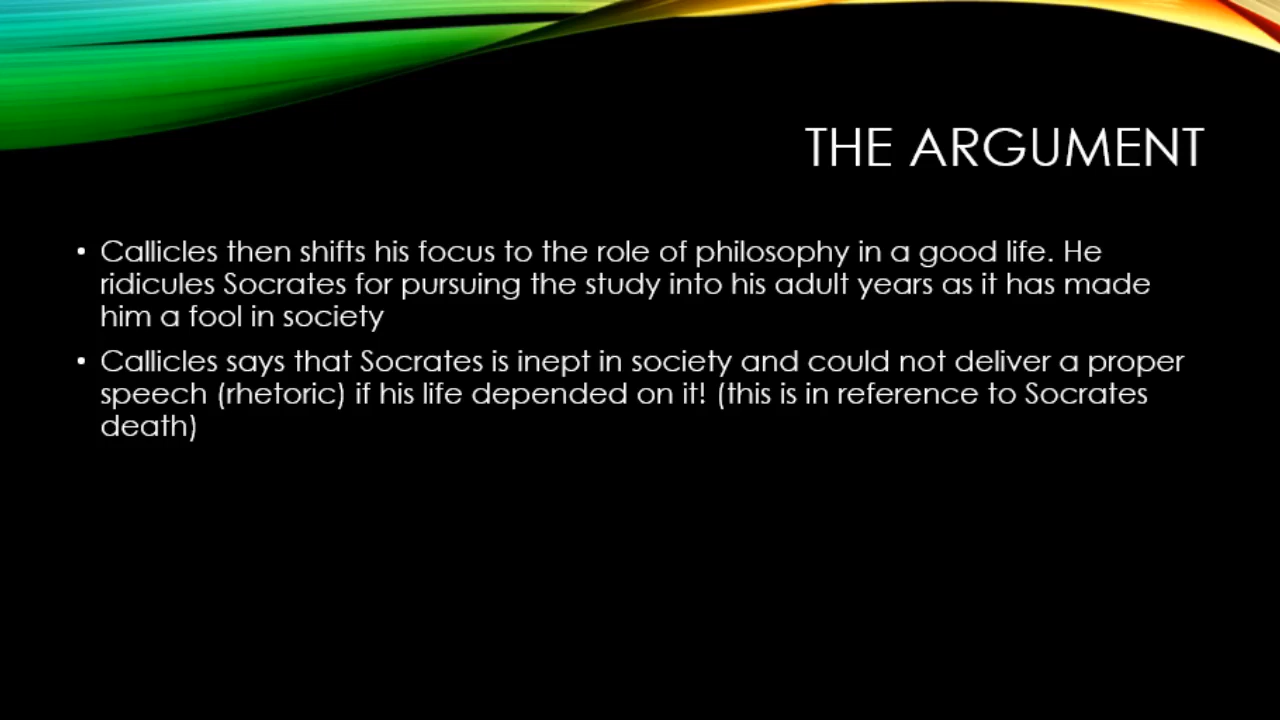 THE ARGUMENT
• Callicles then shifts his focus to the role of philosophy in a good life. He
ridicules Socrates for pursuing the study into his adult years as it has made
him a fool in society
• Callicles says that Socrates is inept in society and could not deliver a proper
speech (rhetoric) if his life depended on it! (this is in reference to Socrates
death)